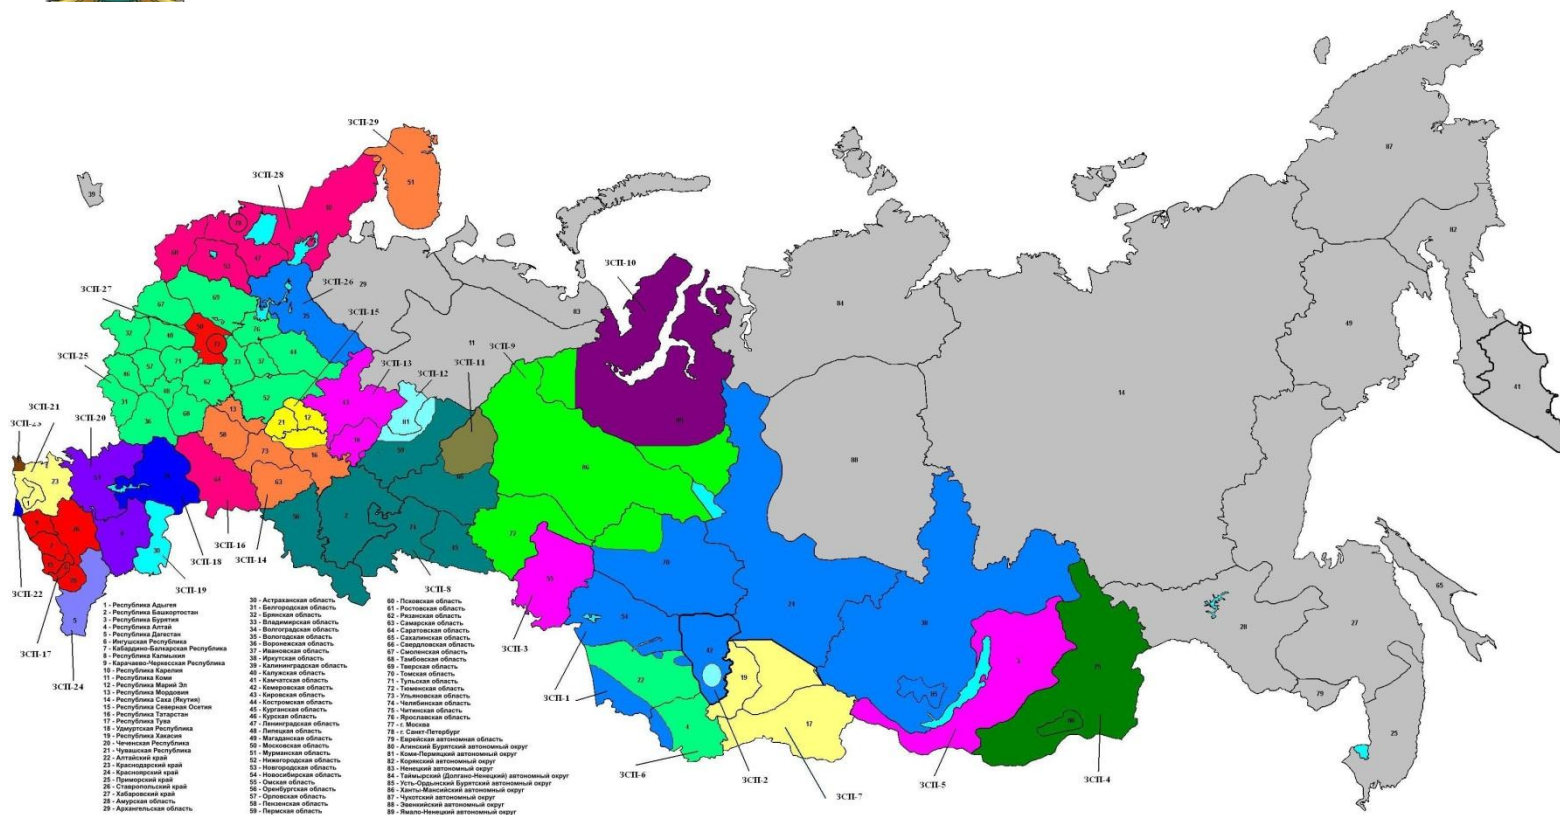 ЗСП-29
ЗСП-28
ЗСП-10
ЗСП-27
ЗСП-26
ЗСП-15
ЗСП-9
ЗСП-13
ЗСП-11
ЗСП-12
ЗСП-25
ЗСП-21
ЗСП-20
ЗСП-23
ЗСП-16
ЗСП-14
ЗСП-18
ЗСП-19
ЗСП-8
ЗСП-22
ЗСП-17
ЗСП-24
ЗСП-3
ЗСП-1
ЗСП-6
ЗСП-2
ЗСП-7
ЗСП-5
ЗСП-4
1 - Республика Адыгея
2 - Республика Башкортостан
3 - Республика Бурятия
4 - Республика Алтай
5 - Республика Дагестан
6 - Ингушская Республика
7 - Кабардино-Балкарская Республика
8 - Республика Калмыкия
9 - Карачаево-Черкесская Республика
10 - Республика Карелия
11 - Республика Коми
12 - Республика Марий Эл
13 - Республика Мордовия
14 - Республика Саха (Якутия)
15 - Республика Северная Осетия
16 - Республика Татарстан
17 - Республика Тува
18 - Удмуртская Республика
19 - Республика Хакасия
20 - Чеченская Республика
21 - Чувашская Республика
22 - Алтайский край
23 - Краснодарский край
24 - Красноярский край
25 - Приморский край
26 - Ставропольский край
27 - Хабаровский край
28 - Амурская область
29 - Архангельская область
30 - Астраханская область
31 - Белгородская область
32 - Брянская область
33 - Владимирская область
34 - Волгоградская область
35 - Вологодская область
36 - Воронежская область
37 - Ивановская область
38 - Иркутская область
39 - Калининградская область
40 - Калужская область
41 - Камчатская область
42 - Кемеровская область
43 - Кировская область
44 - Костромская область
45 - Курганская область
46 - Курская область
47 - Ленинградская область
48 - Липецкая область
49 - Магаданская область
50 - Московская область
51 - Мурманская область
52 - Нижегородская область
53 - Новгородская область
54 - Новосибирская область
55 - Омская область
56 - Оренбургская область
57 - Орловская область
58 - Пензенская область
59 - Пермская область
60 - Псковская область
61 - Ростовская область
62 - Рязанская область
63 - Самарская область
64 - Саратовская область
65 - Сахалинская область
66 - Свердловская область
67 - Смоленская область
68 - Тамбовская область
69 - Тверская область
70 - Томская область
71 - Тульская область
72 - Тюменская область
73 - Ульяновская область
74 - Челябинская область
75 - Читинская область
76 - Ярославская область
77 - г. Москва
78 - г. Санкт-Петербург
79 - Еврейская автономная область
80 - Агинский Бурятский автономный округ
81 - Коми-Пермяцкий автономный округ
82 - Корякский автономный округ
83 - Ненецкий автономный округ
84 - Таймырский (Долгано-Ненецкий) автономный округ
85 - Усть-Ордынский Бурятский автономный округ
86 - Ханты-Мансийский автономный округ
87 - Чукотский автономный округ
88 - Эвенкийский автономный округ
89 - Ямало-Ненецкий автономный округ